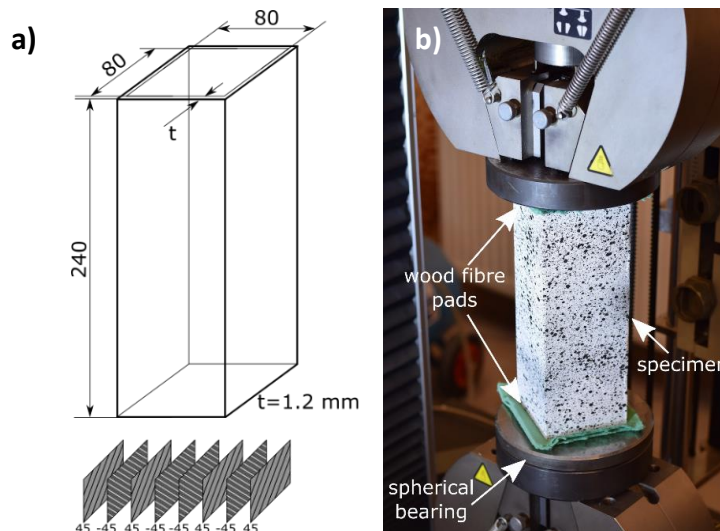 a)
80
80
t
240
t=1.2 mm
45 -45 45 -45 -45 45 -45 45
b)
wood fibre
pads
specimen
spherical
bearing